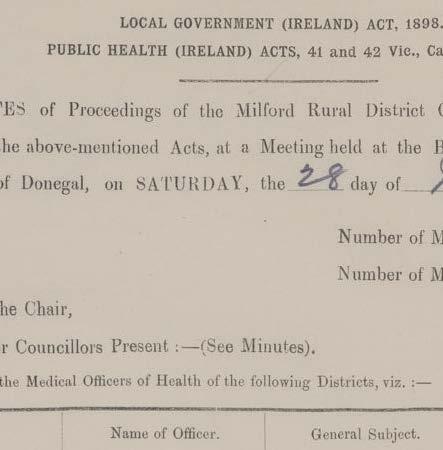 LOCAL GOVERNMENT (IRELAND) ACT, 1898.
PUBLIC HEALTH (IRELAND) ACTS, 41 and 42 Vic., Ca
TES of Proceedings of the Milford Rural District C
he above-mentioned Acts, at a Meeting held at the B
of Donegal, on SATURDAY, the 28 day of
Number of M
Number of M
he Chair,
r Councillors Present :—(See Minutes).
the Medical Officers of Health of the following Districts, viz. :—
Name of Officer. General Subject.